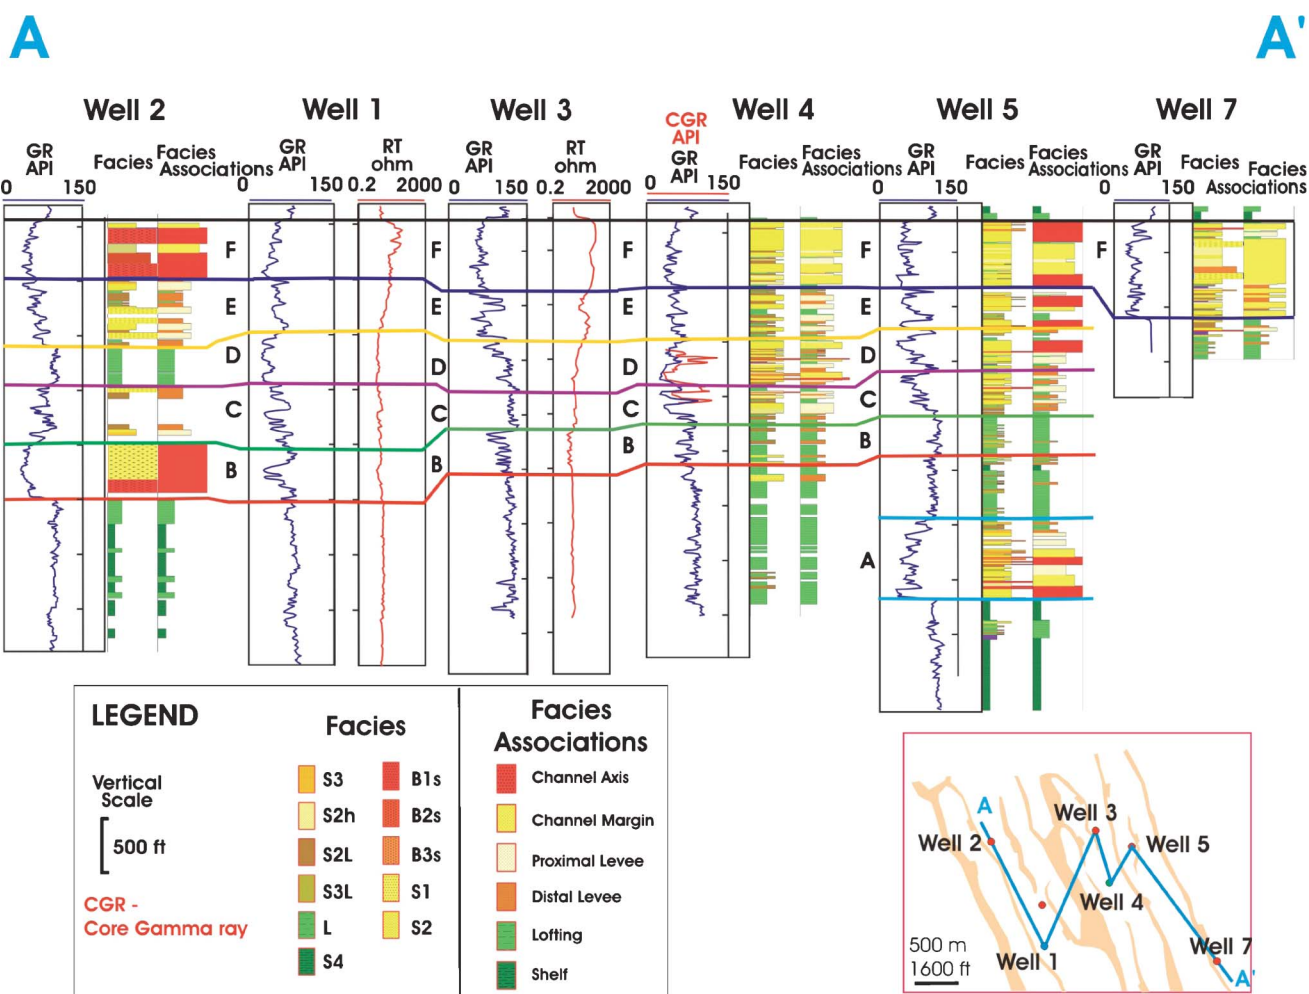 A
A'
Well 2
Well 1
Well 3
Well 4
Well 5
Well 7
CGR
API
GR
API
Facies
Facies
Associations
GR
API
RT
ohm
GR
API
RT
ohm
GR
API
Facies
Facies
Associations
GR
API
Facies
Facies
Associations
GR
API
Facies
Facies
Associations
0 150
0 150
0.2 2000
0 150
0.2 2000
0 150
0 150
0 150
F F F F F
E E E E
D D D D
C C C C
B B B B
A
LEGEND
Vertical
Scale
500 ft
CGR -
Core Gamma ray
Facies
S3
S2h
S2L
S3L
L
S4
B1s
B2s
B3s
S1
S2
Facies
Associations
Channel Axis
Channel Margin
Proximal Levee
Distal Levee
Lofting
Shelf
A
Well 2
Well 3
Well 5
Well 4
Well 1
Well 7
A'
500 m
1600 ft